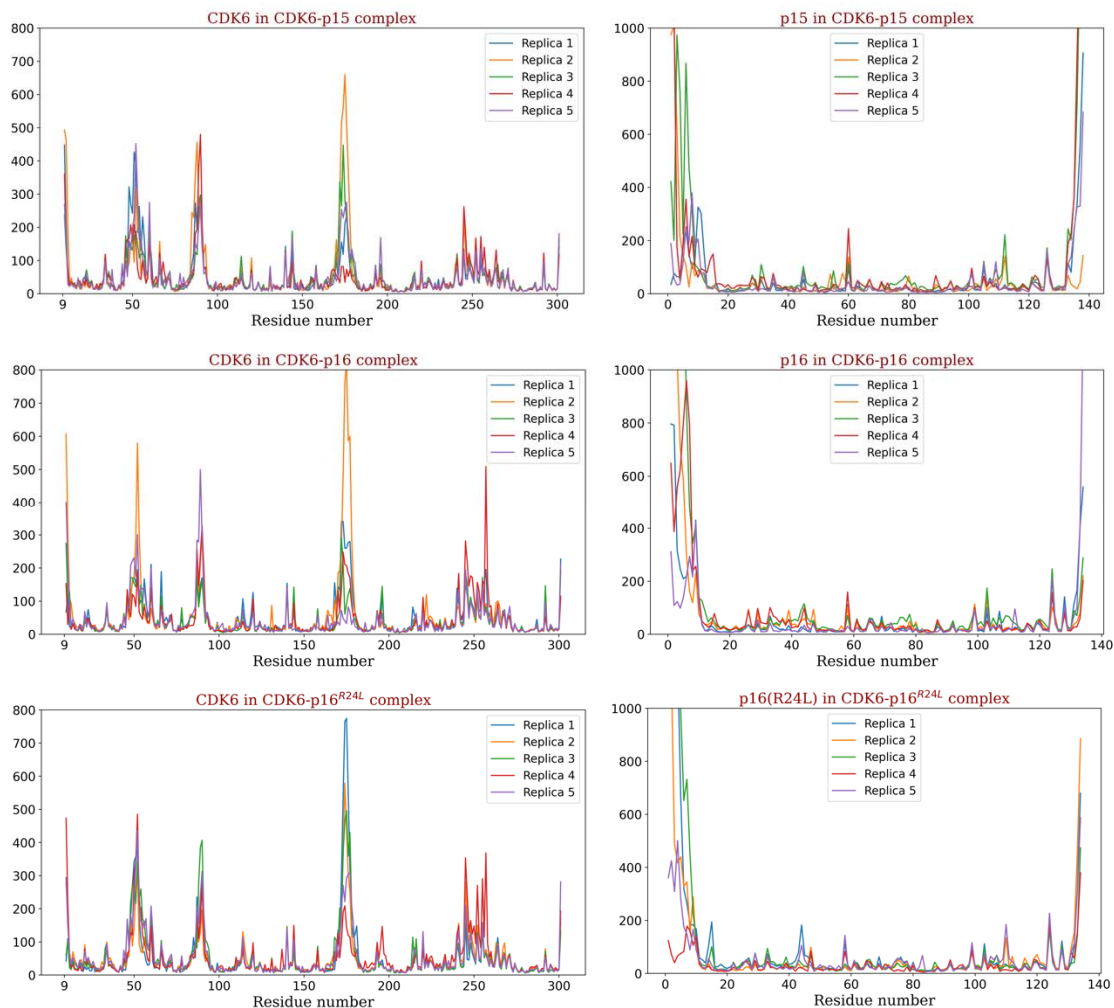 CDK6 in CDK6-p15 complex
800
700
600
500
400
300
200
100
0
9
50
100
150
200
250
300
Residue number
Replica 1
Replica 2
Replica 3
Replica 4
Replica 5
p15 in CDK6-p15 complex
1000
800
600
400
200
0
0
20
40
60
80
100
120
140
Residue number
Replica 1
Replica 2
Replica 3
Replica 4
Replica 5
CDK6 in CDK6-p16 complex
800
700
600
500
400
300
200
100
0
9
50
100
150
200
250
300
Residue number
Replica 1
Replica 2
Replica 3
Replica 4
Replica 5
p16 in CDK6-p16 complex
1000
800
600
400
200
0
0
20
40
60
80
100
120
140
Residue number
Replica 1
Replica 2
Replica 3
Replica 4
Replica 5
CDK6 in CDK6-p16^R24L complex
800
700
600
500
400
300
200
100
0
9
50
100
150
200
250
300
Residue number
Replica 1
Replica 2
Replica 3
Replica 4
Replica 5
p16(R24L) in CDK6-p16^R24L complex
1000
800
600
400
200
0
0
20
40
60
80
100
120
140
Residue number
Replica 1
Replica 2
Replica 3
Replica 4
Replica 5